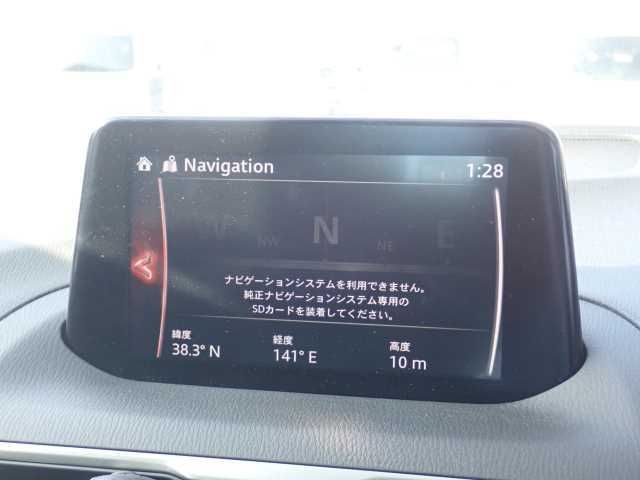 Navigation 1:28
W NW N NE E
ナビゲーションシステムを利用できません。
純正ナビゲーションシステム専用の
SDカードを装着してください。
緯度 経度 高度
38.3° N 141° E 10 m